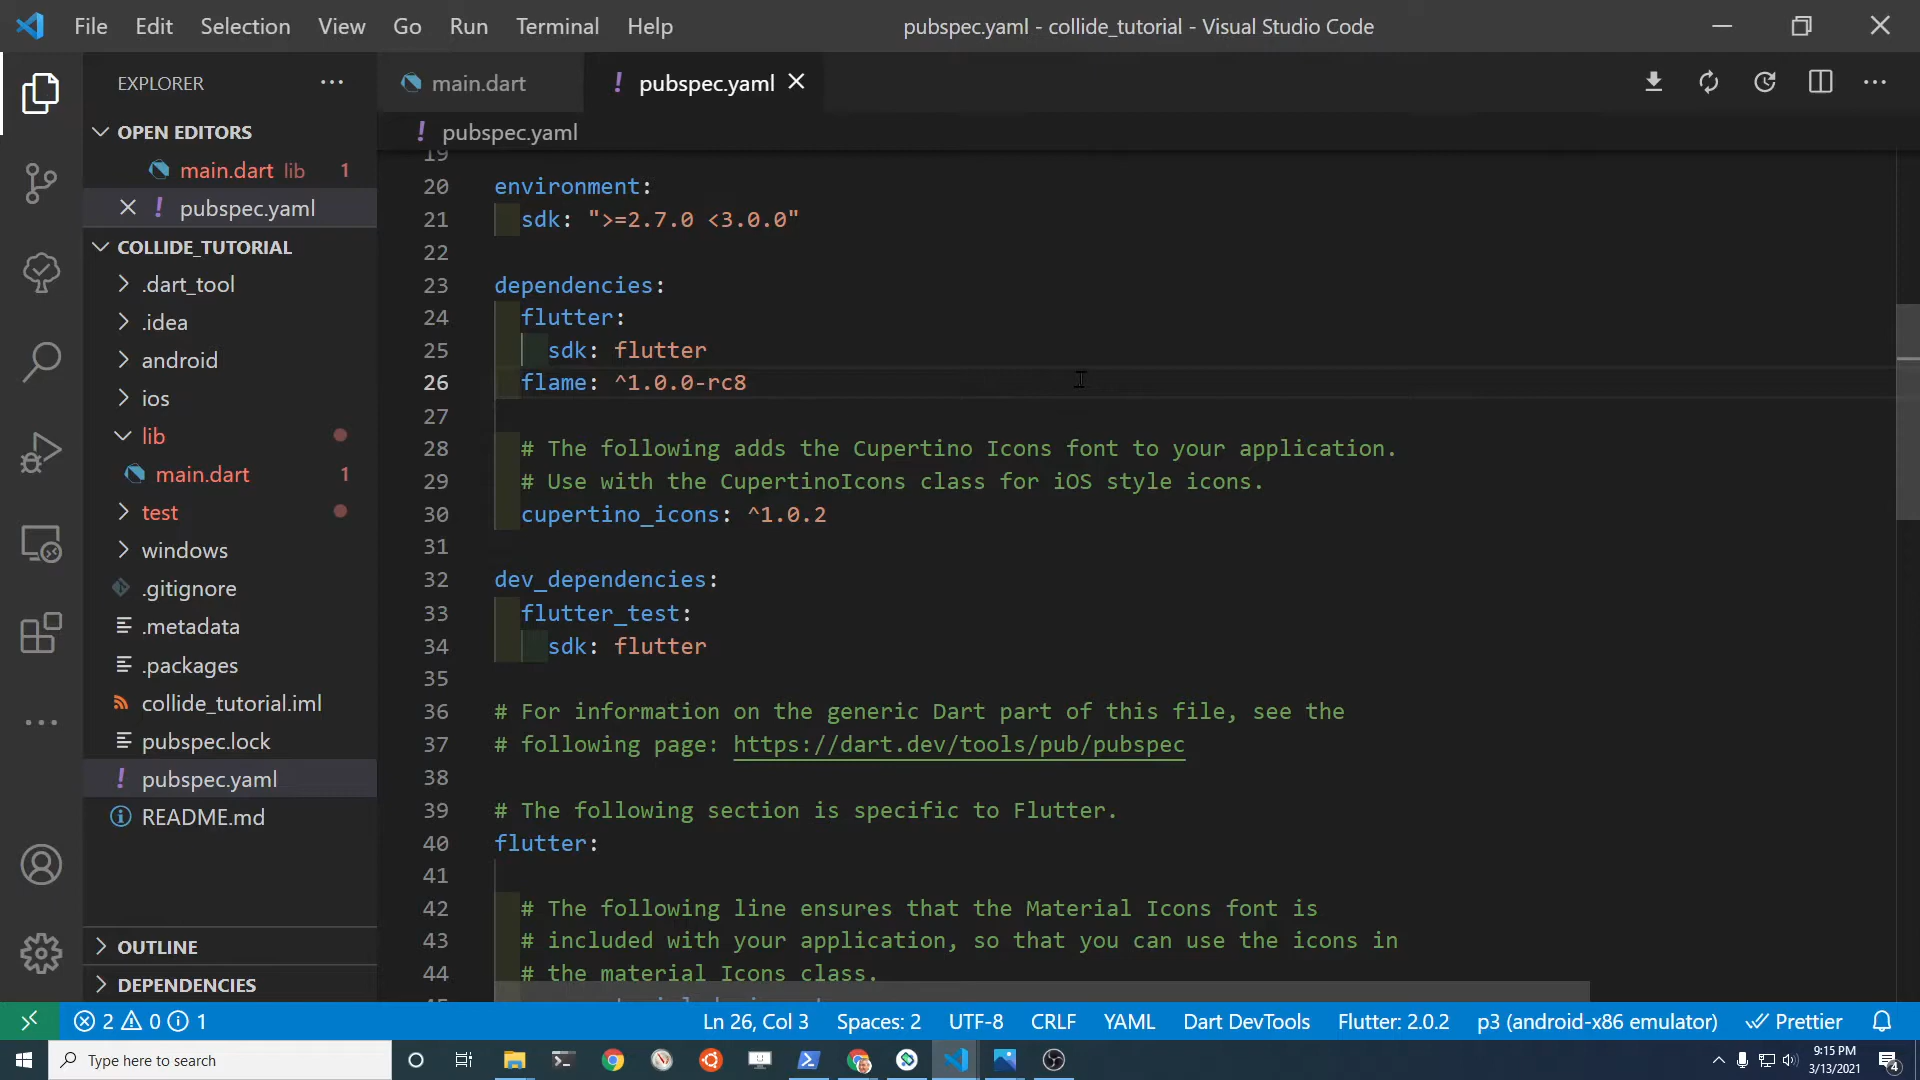 File Edit Selection View Go Run Terminal Help
pubspec.yaml - collide_tutorial - Visual Studio Code
EXPLORER
OPEN EDITORS
main.dart lib 1
pubspec.yaml
COLLIDE_TUTORIAL
.dart_tool
.idea
android
ios
lib
main.dart 1
test
windows
.gitignore
.metadata
.packages
collide_tutorial.iml
pubspec.lock
pubspec.yaml
README.md
OUTLINE
DEPENDENCIES
main.dart
! pubspec.yaml
! pubspec.yaml
19
20 environment:
21 sdk: ">=2.7.0 <3.0.0"
22
23 dependencies:
24 flutter:
25 sdk: flutter
26 flame: ^1.0.0-rc8
27
28 # The following adds the Cupertino Icons font to your application.
29 # Use with the CupertinoIcons class for iOS style icons.
30 cupertino_icons: ^1.0.2
31
32 dev_dependencies:
33 flutter_test:
34 sdk: flutter
35
36 # For information on the generic Dart part of this file, see the
37 # following page: https://dart.dev/tools/pub/pubspec
38
39 # The following section is specific to Flutter.
40 flutter:
41
42 # The following line ensures that the Material Icons font is
43 # included with your application, so that you can use the icons in
44 # the material Icons class.
2 0 1
Ln 26, Col 3 Spaces: 2 UTF-8 CRLF YAML Dart DevTools Flutter: 2.0.2 p3 (android-x86 emulator) Prettier
Type here to search
9:15 PM
3/13/2021
4